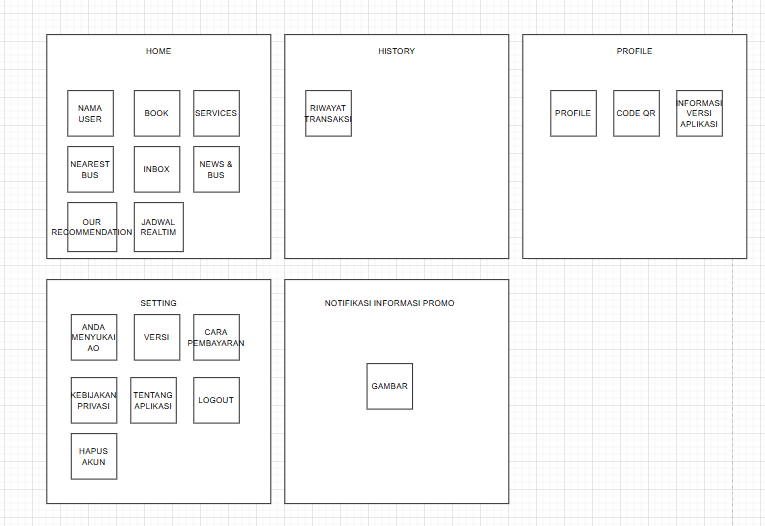 HOME
NAMA
USER
BOOK
SERVICES
NEAREST
BUS
INBOX
NEWS &
BUS
OUR
RECOMMENDATION
JADWAL
REALTIM
HISTORY
RIWAYAT
TRANSAKSI
PROFILE
PROFILE
CODE QR
INFORMASI
VERSI
APLIKASI
SETTING
ANDA
MENYUKAI
AO
VERSI
CARA
PEMBAYARAN
KEBIJAKAN
PRIVASI
TENTANG
APLIKASI
LOGOUT
HAPUS
AKUN
NOTIFIKASI INFORMASI PROMO
GAMBAR